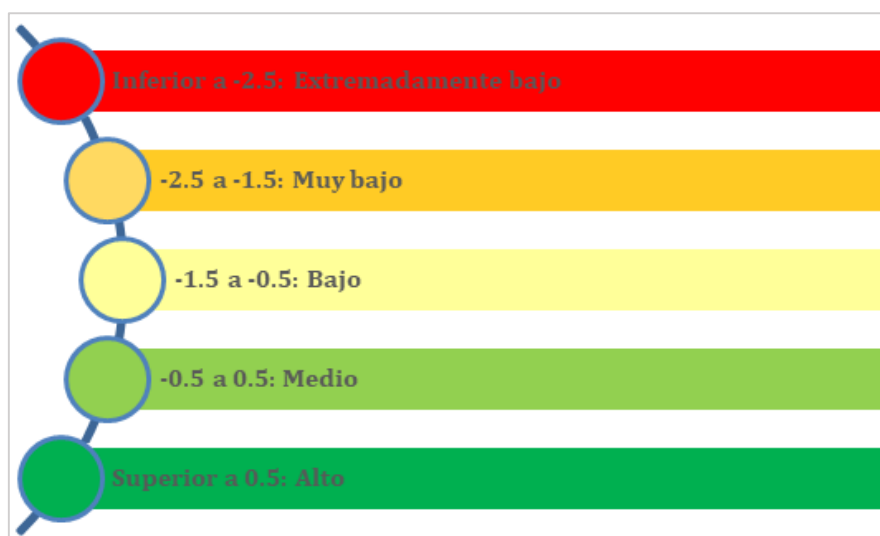 Inferior a -2.5: Extremadamente bajo
-2.5 a -1.5: Muy bajo
-1.5 a -0.5: Bajo
-0.5 a 0.5: Medio
Superior a 0.5: Alto